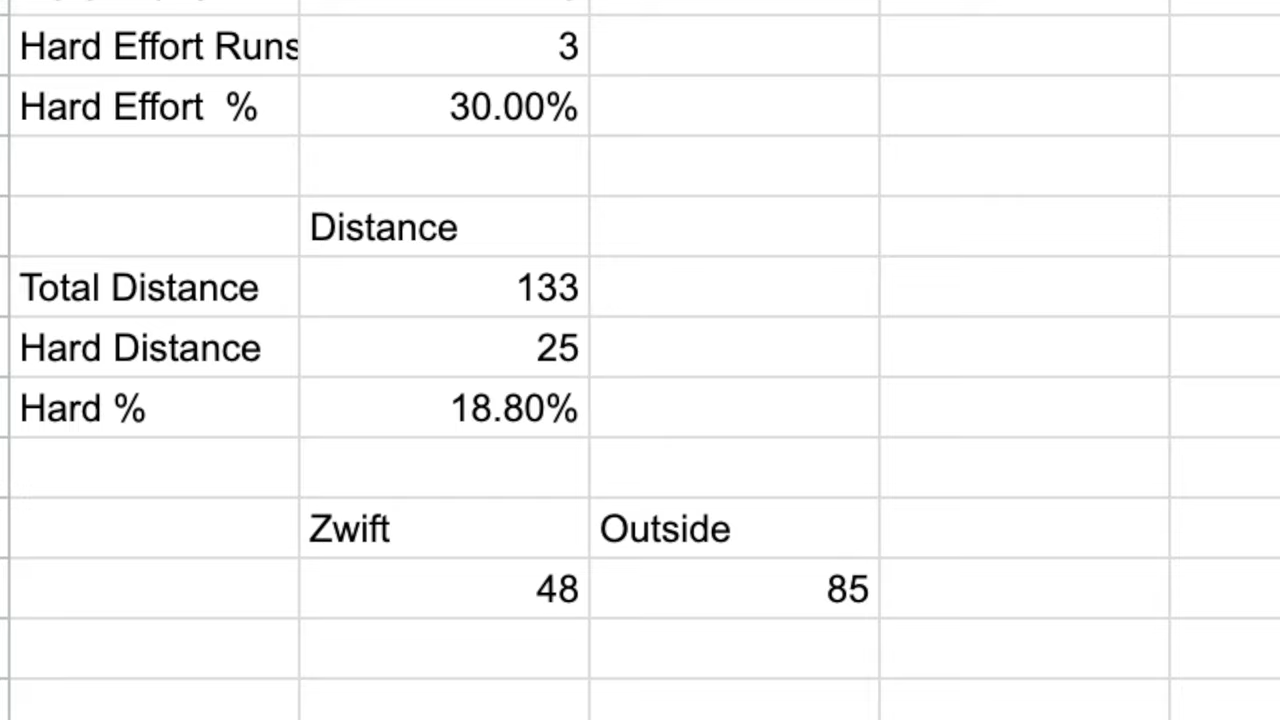 Hard Effort Runs 3
Hard Effort % 30.00%
Distance
Total Distance 133
Hard Distance 25
Hard % 18.80%
Zwift Outside
48 85